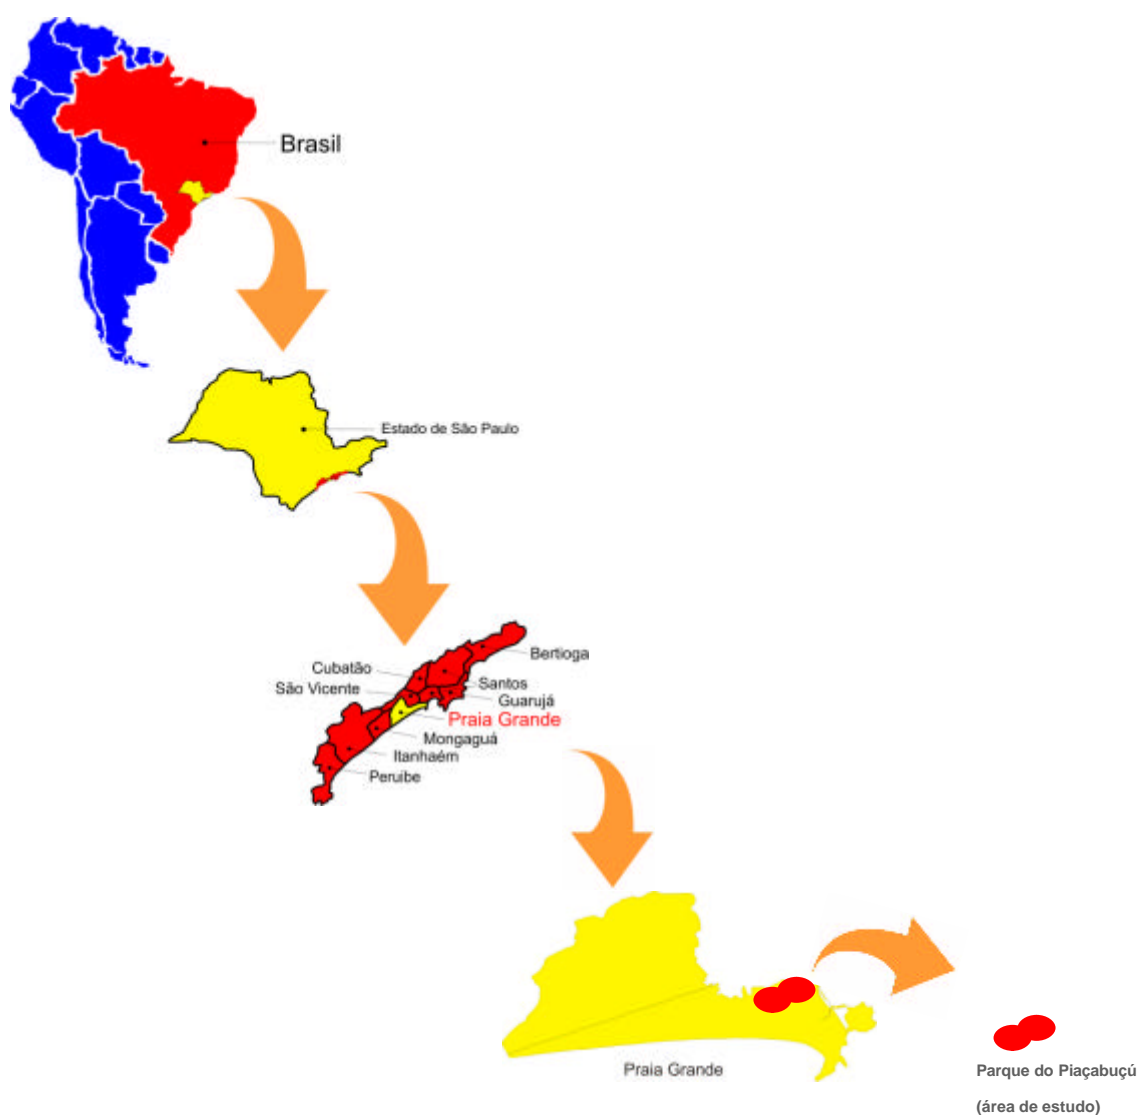 Brasil
Estado de São Paulo
Bertioga
Cubatão
Santos
São Vicente
Guarujá
Praia Grande
Mongaguá
Itanhaém
Peruibe
Praia Grande
Parque do Piaçabuçú
(área de estudo)